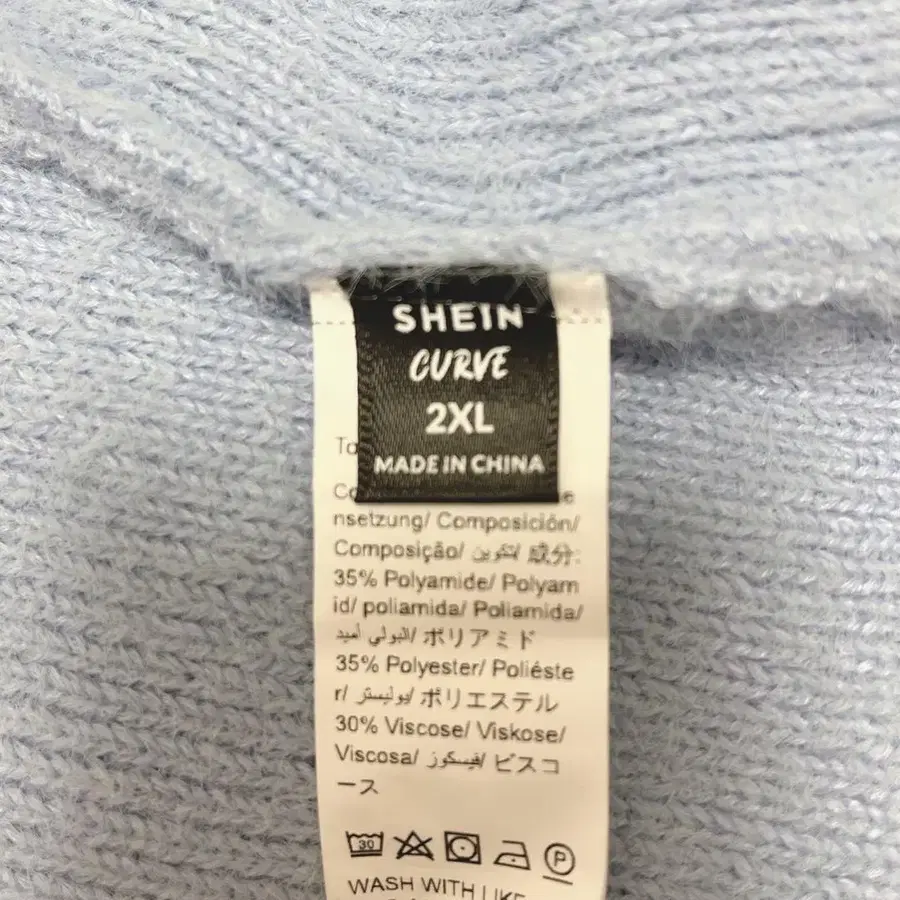 SHEIN
CURVE
2XL
MADE IN CHINA
nsetzung/ Composición/
Composição/ تكوين/ 成分:
35% Polyamide/ Polyam
id/ poliamida/ Poliamida/
البولي أميد/ ポリアミド
35% Polyester/ Poliéste
r/ بوليستر/ ポリエステル
30% Viscose/ Viskose/
Viscosa/ فيسكوز/ ビスコ
ース
30
P
WASH WITH LIKE